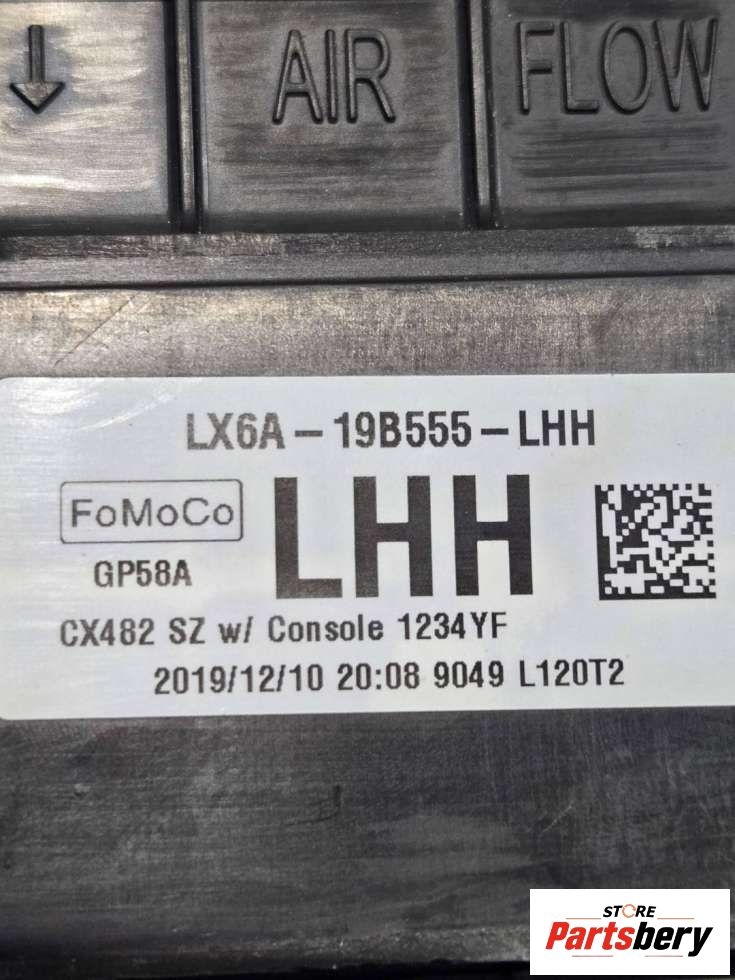 AIR FLOW
LX6A-19B555-LHH
FoMoCo LHH
GP58A
CX482 SZ w/ Console 1234YF
2019/12/10 20:08 9049 L120T2
STORE
Partsbery